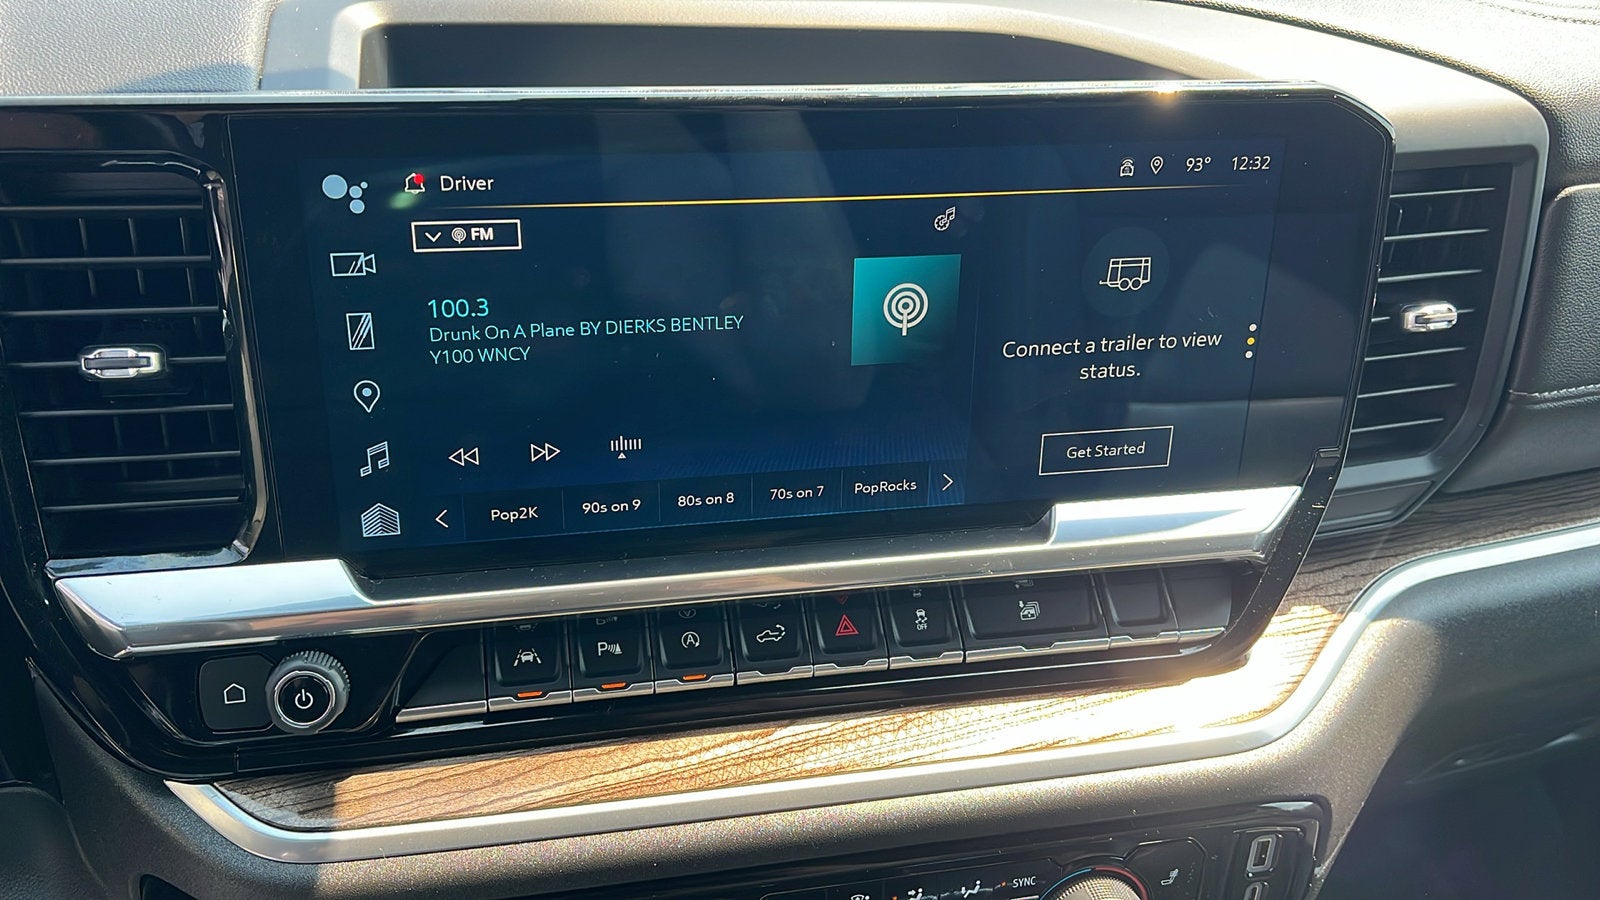 Driver
93° 12:32
FM
100.3
Drunk On A Plane BY DIERKS BENTLEY
Y100 WNCY
Connect a trailer to view
status.
Get Started
Pop2K
90s on 9
80s on 8
70s on 7
PopRocks
P
A
OFF
SYNC